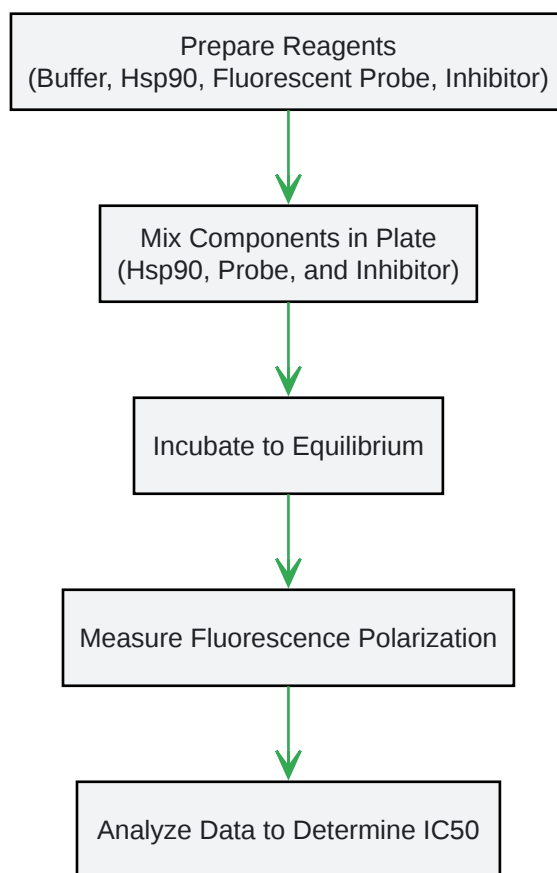 Prepare Reagents
(Buffer, Hsp90, Fluorescent Probe, Inhibitor)
Mix Components in Plate
(Hsp90, Probe, and Inhibitor)
Incubate to Equilibrium
Measure Fluorescence Polarization
Analyze Data to Determine IC50